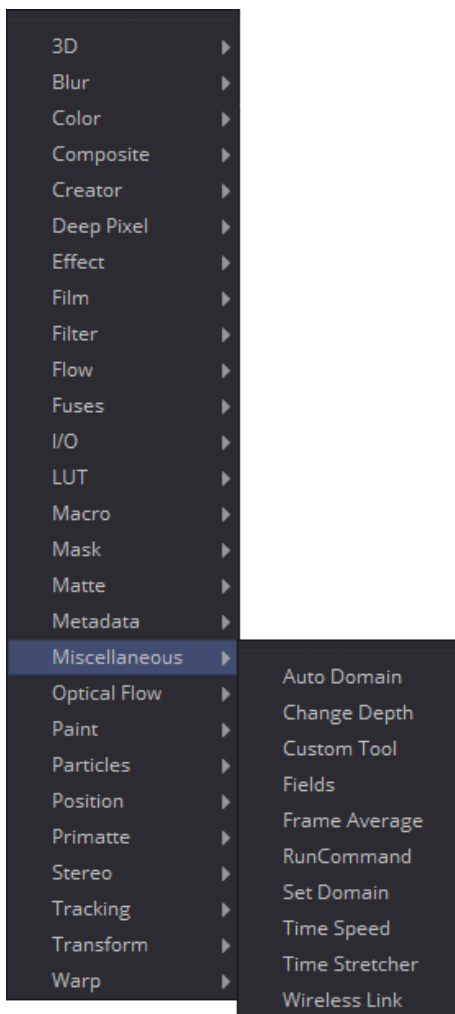 3D
Blur
Color
Composite
Creator
Deep Pixel
Effect
Film
Filter
Flow
Fuses
I/O
LUT
Macro
Mask
Matte
Metadata
Miscellaneous
Optical Flow
Paint
Particles
Position
Primatte
Stereo
Tracking
Transform
Warp
Auto Domain
Change Depth
Custom Tool
Fields
Frame Average
RunCommand
Set Domain
Time Speed
Time Stretcher
Wireless Link